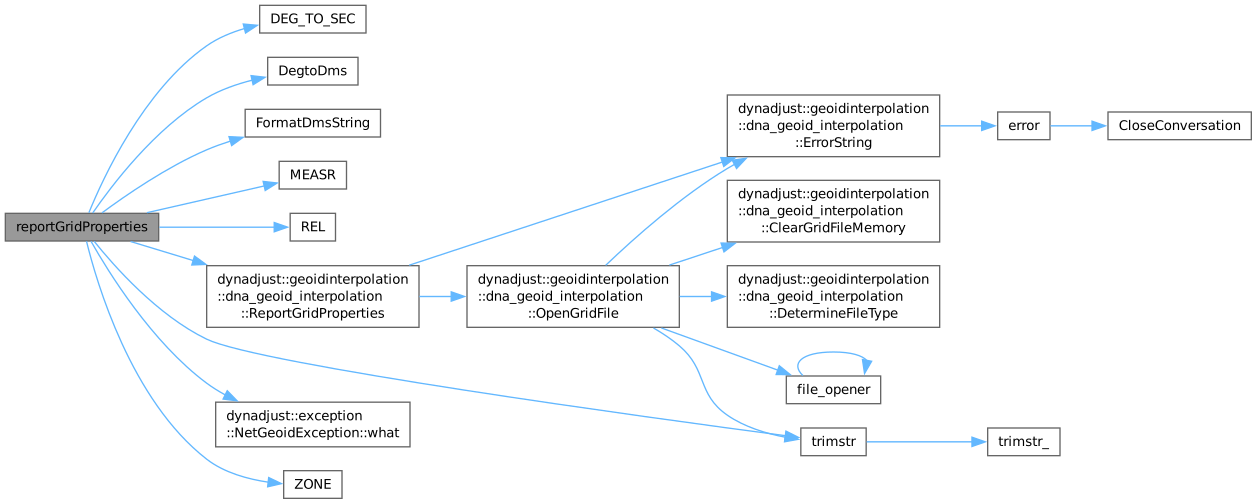 reportGridProperties
DEG_TO_SEC
DegtoDms
FormatDmsString
MEASR
REL
dynadjust::geoidinterpolation
::dna_geoid_interpolation
::ReportGridProperties
dynadjust::exception
::NetGeoidException::what
ZONE
dynadjust::geoidinterpolation
::dna_geoid_interpolation
::OpenGridFile
dynadjust::geoidinterpolation
::dna_geoid_interpolation
::ErrorString
dynadjust::geoidinterpolation
::dna_geoid_interpolation
::ClearGridFileMemory
dynadjust::geoidinterpolation
::dna_geoid_interpolation
::DetermineFileType
file_opener
trimstr
error
trimstr_
CloseConversation